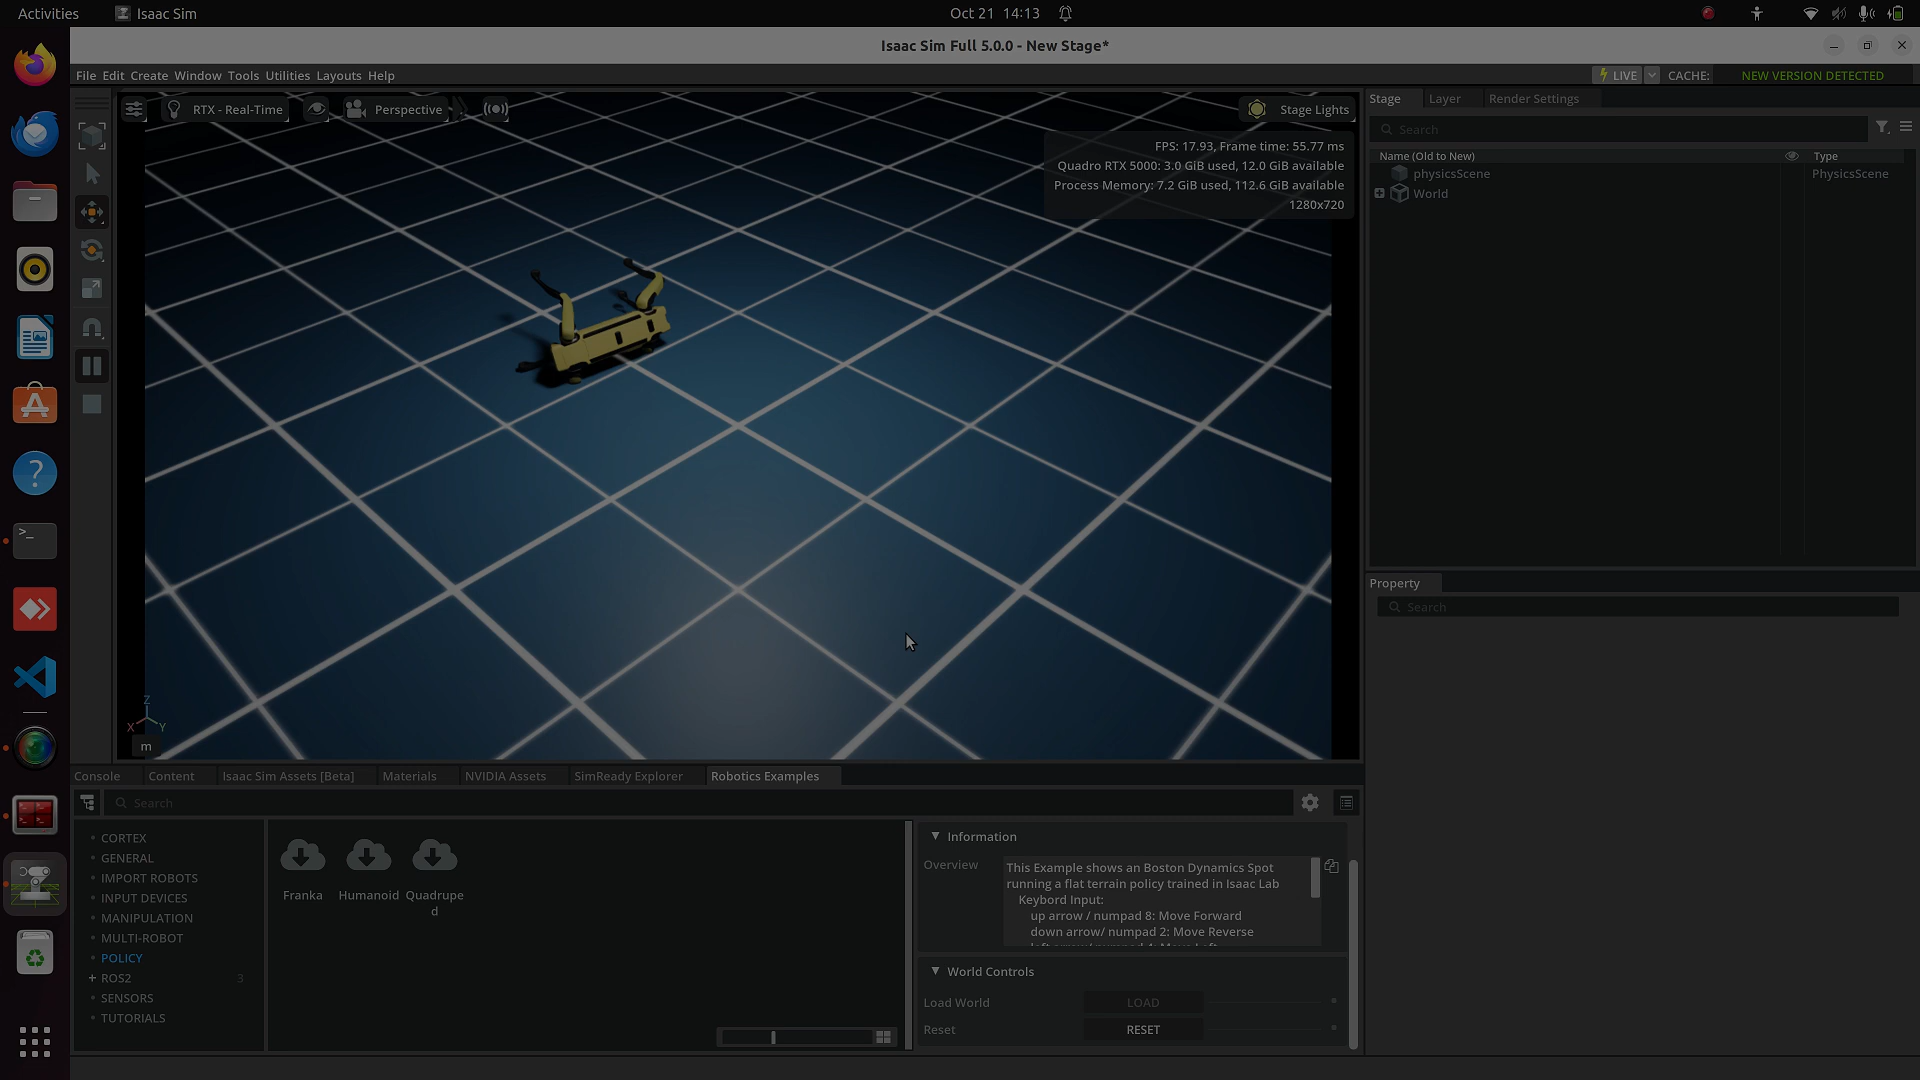 Activities
Isaac Sim
Oct 21 14:13
Isaac Sim Full 5.0.0 - New Stage*
File Edit Create Window Tools Utilities Layouts Help
LIVE
CACHE:
NEW VERSION DETECTED
RTX - Real-Time
Perspective
Stage Lights
FPS: 17.93, Frame time: 55.77 ms
Quadro RTX 5000: 3.0 GiB used, 12.0 GiB available
Process Memory: 7.2 GiB used, 112.6 GiB available
1280x720
Z
X
Y
m
Stage
Layer
Render Settings
Search
Name (Old to New)
Type
physicsScene
PhysicsScene
World
Property
Search
Console
Content
Isaac Sim Assets [Beta]
Materials
NVIDIA Assets
SimReady Explorer
Robotics Examples
Search
CORTEX
GENERAL
IMPORT ROBOTS
INPUT DEVICES
MANIPULATION
MULTI-ROBOT
POLICY
+ ROS2 3
SENSORS
TUTORIALS
Franka
Humanoid
Quadrupe
d
Information
Overview
This Example shows an Boston Dynamics Spot
running a flat terrain policy trained in Isaac Lab
Keybord Input:
up arrow / numpad 8: Move Forward
down arrow/ numpad 2: Move Reverse
World Controls
Load World
LOAD
Reset
RESET